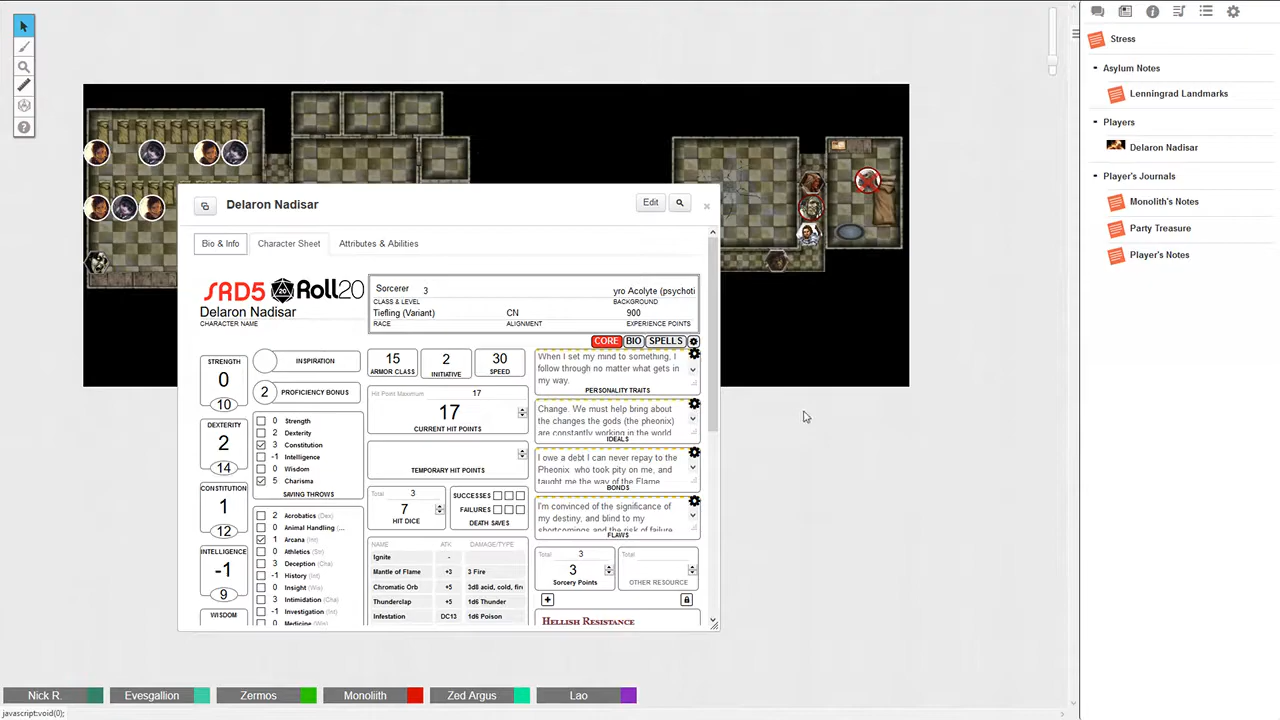 Stress
Asylum Notes
Lenningrad Landmarks
Players
Delaron Nadisar
Player's Journals
Monolith's Notes
Party Treasure
Player's Notes
Delaron Nadisar
Edit
Bio & Info
Character Sheet
Attributes & Abilities
SRD5 Roll20
Delaron Nadisar
CHARACTER NAME
Sorcerer 3 yro Acolyte (psychoti
CLASS & LEVEL BACKGROUND
Tiefling (Variant) CN 900
RACE ALIGNMENT EXPERIENCE POINTS
CORE BIO SPELLS
STRENGTH
0
10
DEXTERITY
2
14
CONSTITUTION
1
12
INTELLIGENCE
-1
9
WISDOM
INSPIRATION
2 PROFICIENCY BONUS
0 Strength
2 Dexterity
3 Constitution
-1 Intelligence
0 Wisdom
5 Charisma
SAVING THROWS
2 Acrobatics (Dex)
0 Animal Handling (...
1 Arcana (Int)
0 Athletics (Str)
3 Deception (Cha)
-1 History (Int)
0 Insight (Wis)
3 Intimidation (Cha)
-1 Investigation (Int)
Medicine (Wis)
15
ARMOR CLASS
2
INITIATIVE
30
SPEED
Hit Point Maximum 17
17
CURRENT HIT POINTS
TEMPORARY HIT POINTS
Total 3
7
HIT DICE
SUCCESSES
FAILURES
DEATH SAVES
NAME ATK DAMAGE/TYPE
Ignite -
Mantle of Flame +3 3 Fire
Chromatic Orb +5 3d8 acid, cold, fire
Thunderclap +5 1d6 Thunder
Infestation DC13 1d6 Poison
When I set my mind to something, I
follow through no matter what gets in
my way.
PERSONALITY TRAITS
Change. We must help bring about
the changes the gods (the pheonix)
are constantly working in the world
IDEALS
I owe a debt I can never repay to the
Pheonix who took pity on me, and
taught me the way of the Flame
BONDS
I'm convinced of the significance of
my destiny, and blind to my
shortcomings and the risk of failure
FLAWS
Total 3
3
Sorcery Points
Total
OTHER RESOURCE
+
HELLISH RESISTANCE
Nick R.
Evesgallion
Zermos
Monolith
Zed Argus
Lao
javascript:void(0);